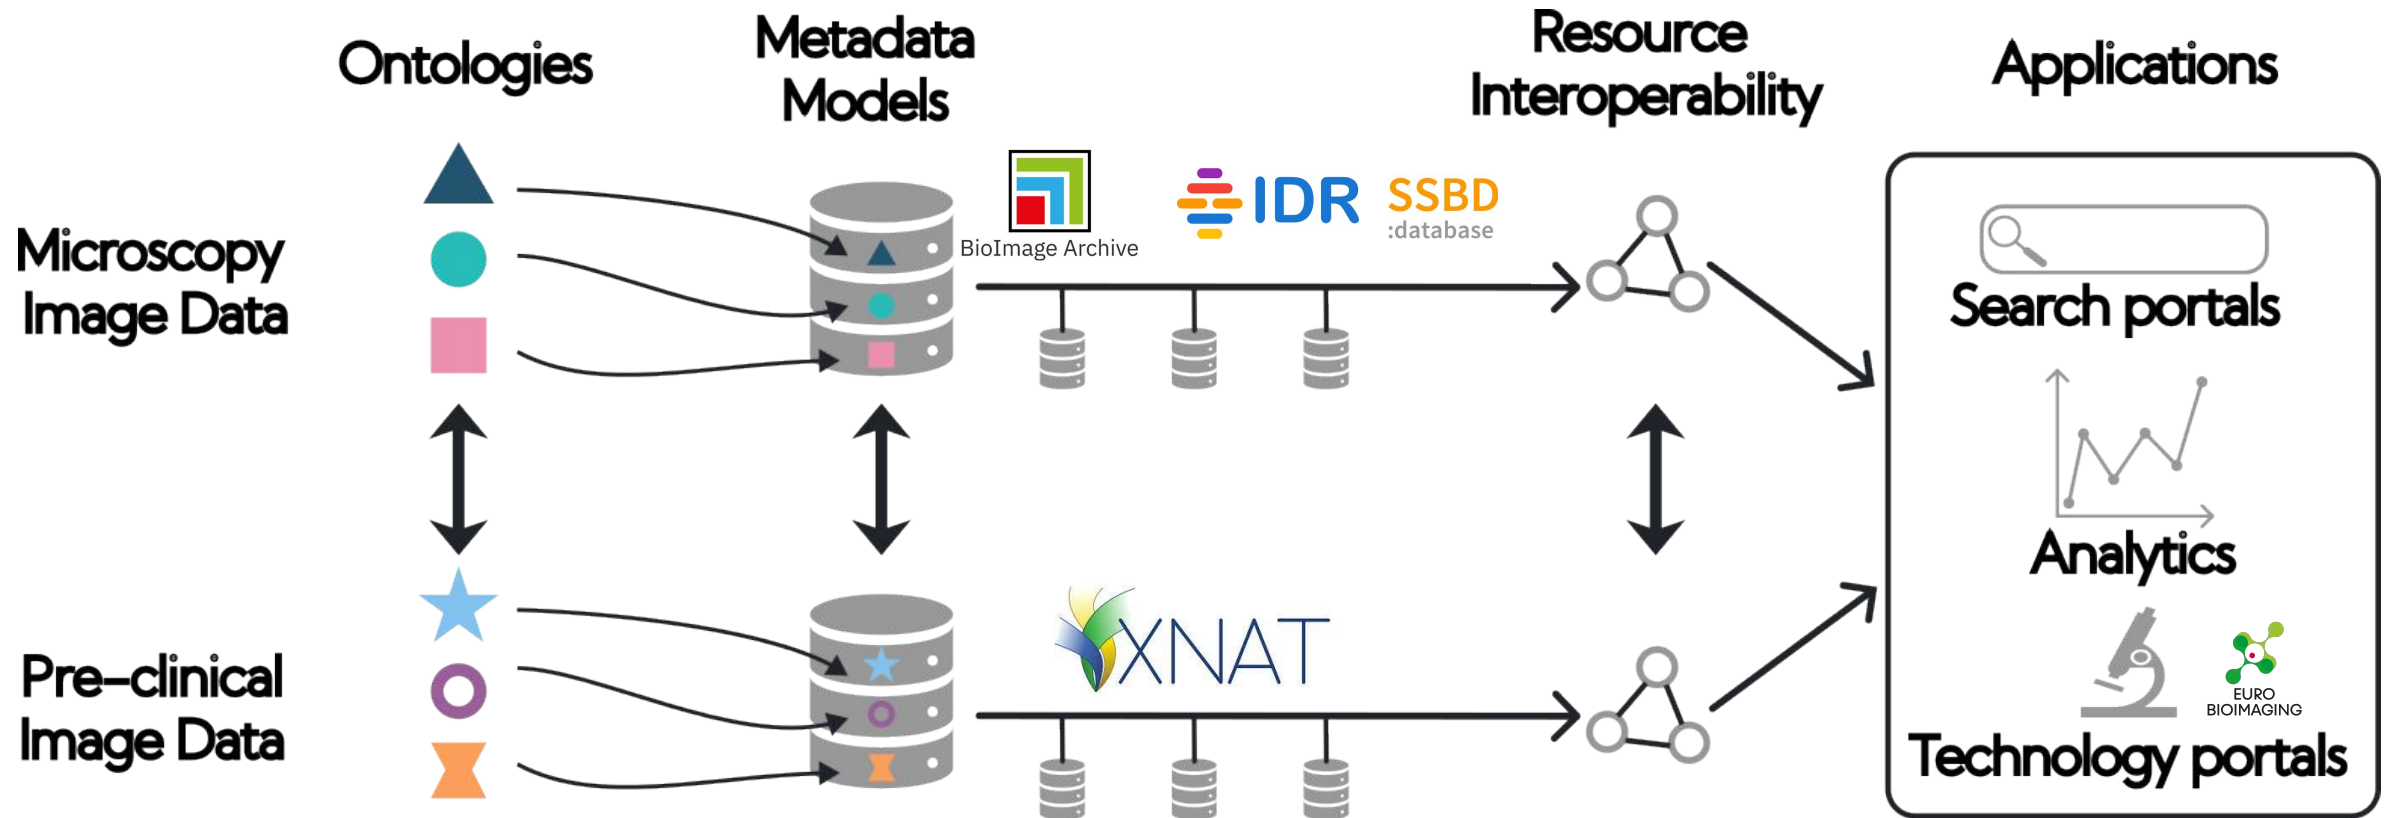 Ontologies
Metadata
Models
Resource
Interoperability
Applications
Microscopy
Image Data
BioImage Archive
IDR
SSBD
:database
Search portals
Analytics
Pre-clinical
Image Data
XNAT
EURO
BIOIMAGING
Technology portals